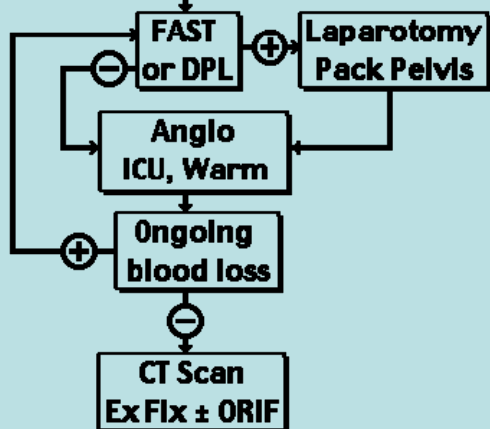 FAST
or DPL
+
Laparotomy
Pack Pelvis
−
Angio
ICU, Warm
+
Ongoing
blood loss
−
CT Scan
Ex Fix ± ORIF